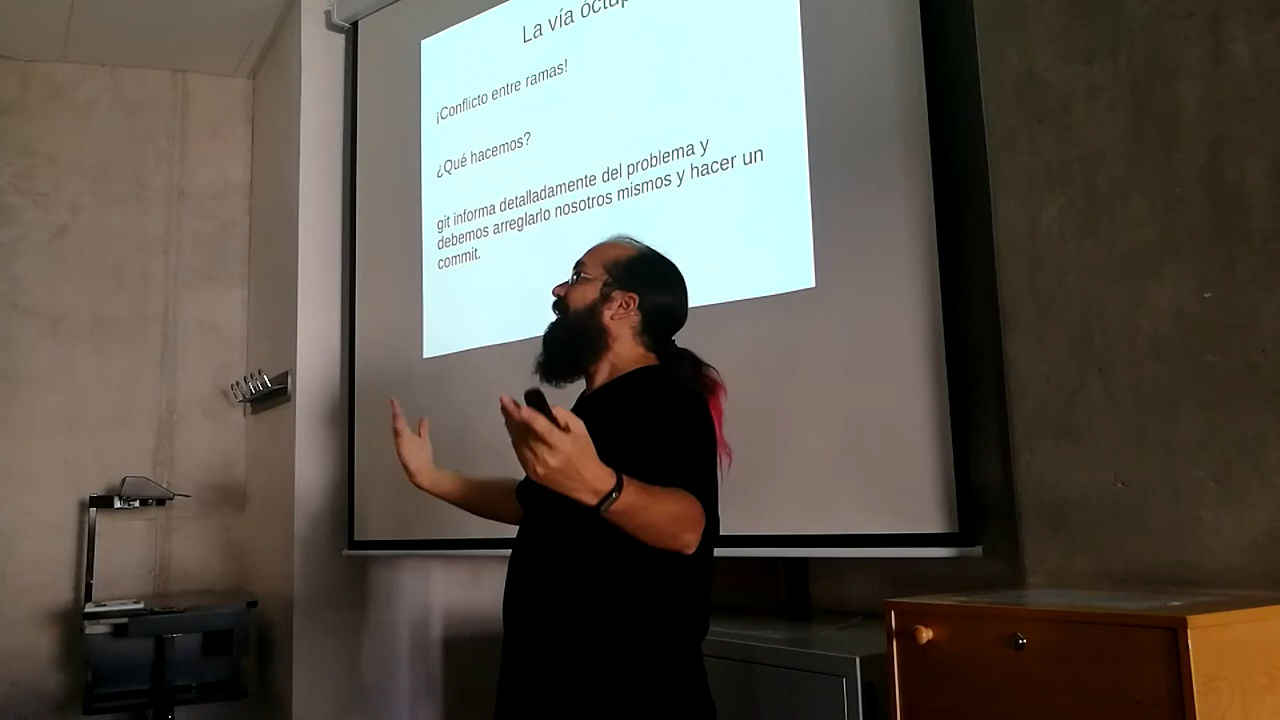 La vía
¡Conflicto entre ramas!
¿Qué hacemos?
git informa detalladamente del problema y
debemos arreglarlo nosotros mismos y hacer un
commit.